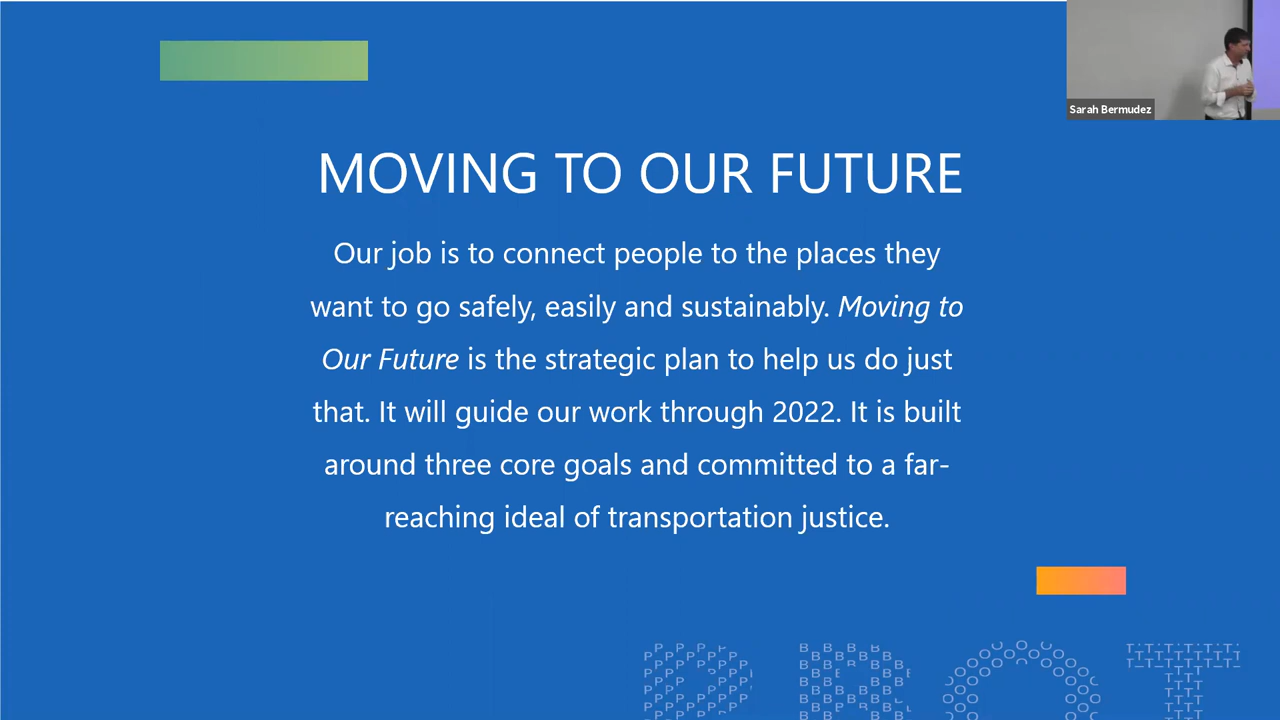 Sarah Bermudez
MOVING TO OUR FUTURE
Our job is to connect people to the places they
want to go safely, easily and sustainably. Moving to
Our Future is the strategic plan to help us do just
that. It will guide our work through 2022. It is built
around three core goals and committed to a far-
reaching ideal of transportation justice.
PBOT